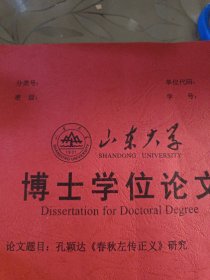 分类号: 单位代码:
密 级: 学 号:
山东大学
SHANDONG UNIVERSITY
博士学位论文
Dissertation for Doctoral Degree
论文题目: 孔颖达《春秋左传正义》研究